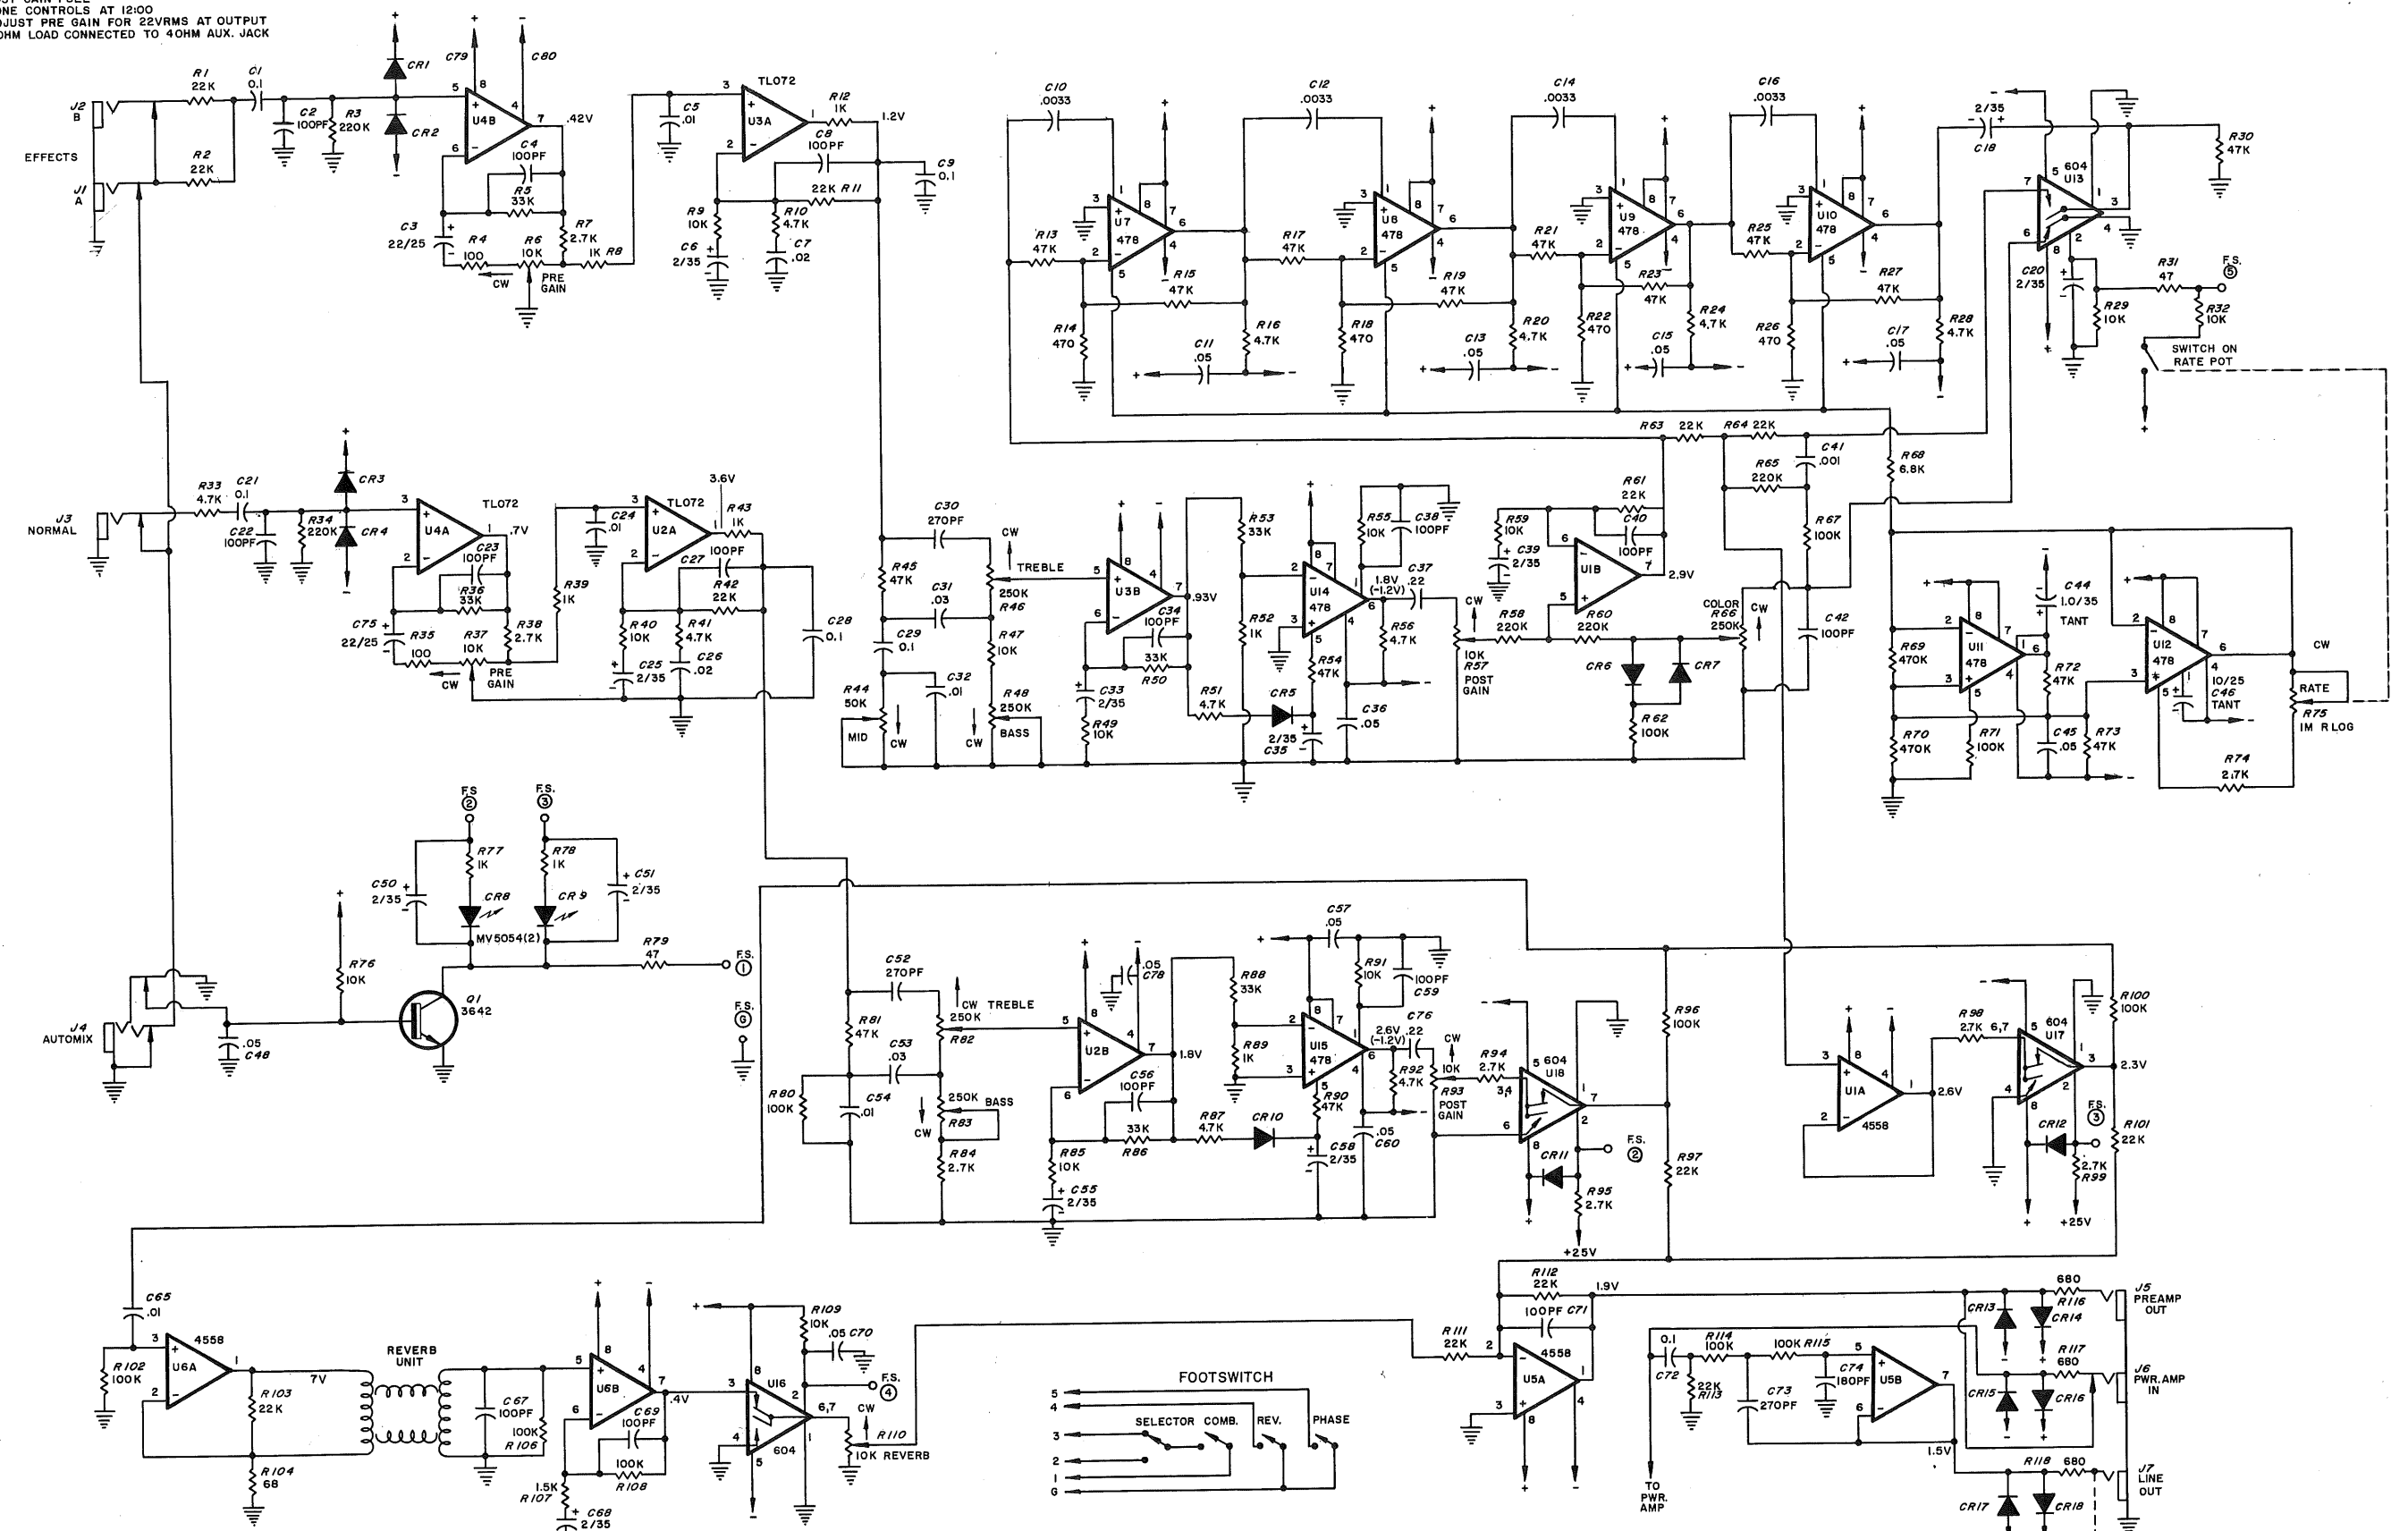 ONE CONTROLS AT 12:00
DJUST PRE GAIN FOR 22VRMS AT OUTPUT
OHM LOAD CONNECTED TO 4OHM AUX. JACK
J2
B
EFFECTS
J1
A
R1
22K
R2
22K
C1
0.1
C2
100PF
R3
220K
CR1
CR2
C79
C80
5
8
4
7
6
+
-
U4B
.42V
C4
100PF
R5
33K
C3
22/25
R4
100
R6
10K
CW
PRE
GAIN
R7
2.7K
1K R8
C5
.01
TL072
3
1
2
U3A
R12
1K
1.2V
C8
100PF
22K R11
R9
10K
R10
4.7K
C6
2/35
C7
.02
C9
0.1
C10
.0033
C12
.0033
C14
.0033
C16
.0033
U7
478
R13
47K
R14
470
R15
47K
R16
4.7K
C11
.05
U8
478
R17
47K
R18
470
R19
47K
C13
.05
R20
4.7K
U9
478
R21
47K
R22
470
R23
47K
R24
4.7K
C15
.05
U10
478
R25
47K
R26
470
R27
47K
R28
4.7K
C17
.05
2/35
C18
604
U13
R30
47K
C20
2/35
R29
10K
R31
47
F.S.
5
R32
10K
SWITCH ON
RATE POT
J3
NORMAL
R33
4.7K
C21
0.1
C22
100PF
R34
220K
CR3
CR4
TL072
U4A
.7V
C23
100PF
R36
33K
C75
22/25
R35
100
R37
10K
CW
PRE
GAIN
R38
2.7K
R39
1K
C24
.01
TL072
U2A
3.6V
R43
1K
100PF
C27
R42
22K
R40
10K
R41
4.7K
C25
2/35
C26
.02
C28
0.1
C30
270PF
CW
TREBLE
250K
R46
R45
47K
C31
.03
C29
0.1
R47
10K
C32
.01
R44
50K
MID
CW
R48
250K
BASS
CW
U3B
.93V
C34
100PF
33K
R50
C33
2/35
R49
10K
R51
4.7K
CR5
2/35
C35
R53
33K
R52
1K
U14
478
R54
47K
R55
10K
C38
100PF
1.8V
(-1.2V)
C37
.22
R56
4.7K
C36
.05
CW
10K
R57
POST
GAIN
R58
220K
R59
10K
C39
2/35
R61
22K
C40
100PF
U1B
2.9V
R60
220K
CR6
CR7
R62
100K
COLOR
R66
250K
CW
R63
22K
R64 22K
R65
220K
C41
.001
R67
100K
C42
100PF
R68
6.8K
R69
470K
R70
470K
U11
478
R71
100K
C44
1.0/35
TANT
R72
47K
C45
.05
R73
47K
U12
478
10/25
C46
TANT
CW
RATE
R75
1M R LOG
R74
2.7K
F.S
2
F.S.
3
R77
1K
R78
1K
C50
2/35
C51
2/35
CR8
CR9
MV5054(2)
R79
47
F.S.
1
F.S.
G
R76
10K
Q1
3642
J4
AUTOMIX
.05
C48
C52
270PF
CW TREBLE
250K
R82
R81
47K
C53
.03
R80
100K
C54
.01
250K BASS
R83
CW
R84
2.7K
.05
C78
U2B
1.8V
C56
100PF
33K
R86
R85
10K
C55
2/35
R87
4.7K
CR10
C58
2/35
R88
33K
R89
1K
C57
.05
U15
478
R90
47K
R91
10K
100PF
C59
2.6V
(-1.2V)
C76
.22
R92
4.7K
.05
C60
CW
10K
R93
POST
GAIN
R94
2.7K
604
U18
3,4
CR11
F.S.
2
R95
2.7K
+25V
R96
100K
R97
22K
U1A
4558
2.6V
R98
2.7K
6,7
604
U17
2.3V
F.S.
3
CR12
2.7K
R99
+25V
R100
100K
R101
22K
C65
.01
R102
100K
4558
U6A
R103
22K
R104
68
7V
REVERB
UNIT
C67
100PF
100K
R106
U6B
.4V
C69
100PF
100K
R108
1.5K
R107
C68
2/35
U16
604
6,7
R109
10K
.05 C70
F.S.
4
CW
R110
10K REVERB
FOOTSWITCH
5
4
3
2
1
G
SELECTOR COMB. REV. PHASE
R111
22K
R112
22K
100PF C71
4558
U5A
1.9V
TO
PWR.
AMP
0.1
C72
R114
100K
22K
R113
100K R115
C73
270PF
C74
180PF
U5B
1.5V
CR13
CR14
680
R116
J5
PREAMP
OUT
CR15
CR16
R117
680
J6
PWR.AMP
IN
CR17
CR18
R118 680
J7
LINE
OUT